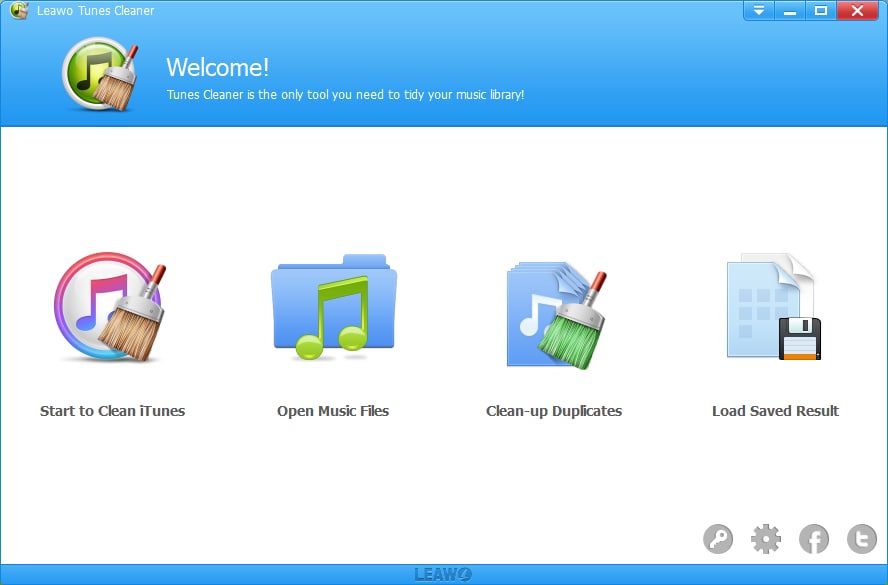 Leawo Tunes Cleaner
Welcome!
Tunes Cleaner is the only tool you need to tidy your music library!
Start to Clean iTunes
Open Music Files
Clean-up Duplicates
Load Saved Result
LEAWO